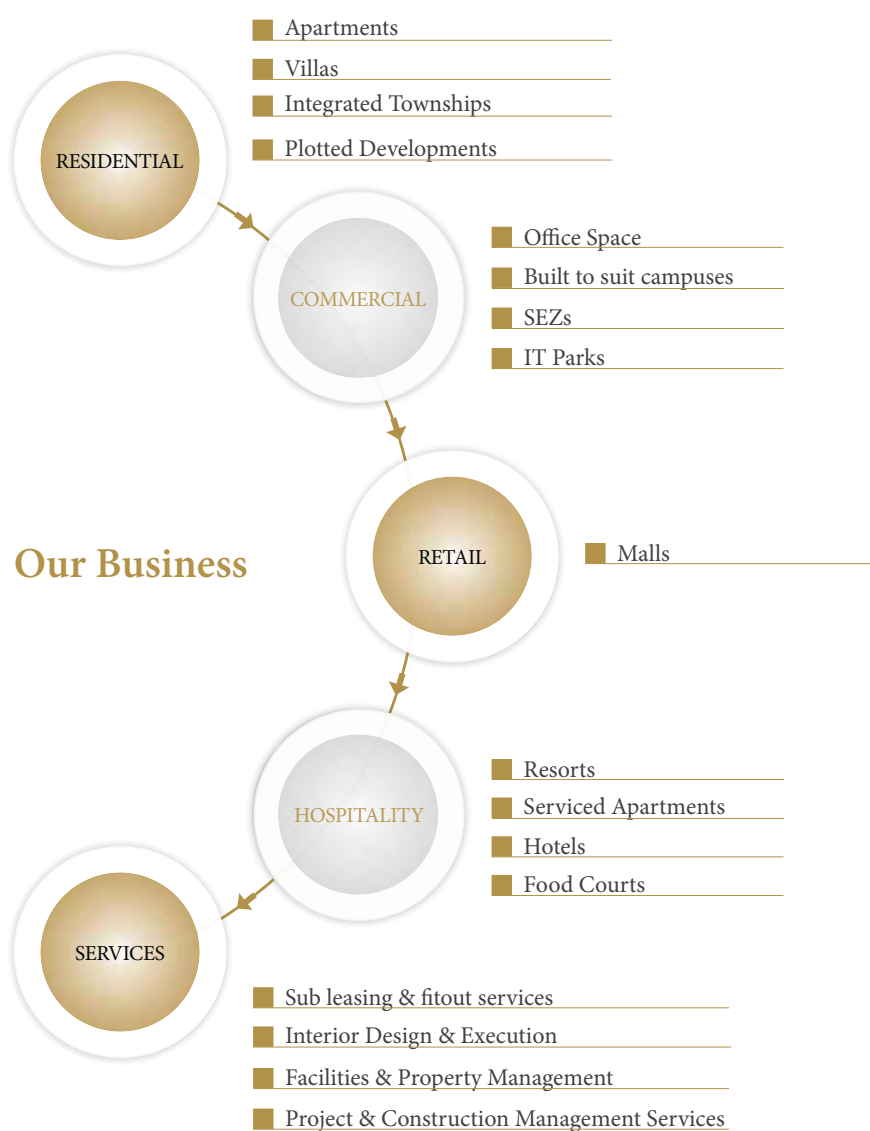 Apartments
Villas
Integrated Townships
Plotted Developments
RESIDENTIAL
Office Space
Built to suit campuses
SEZs
IT Parks
COMMERCIAL
Our Business
RETAIL
Malls
HOSPITALITY
Resorts
Serviced Apartments
Hotels
Food Courts
SERVICES
Sub leasing & fitout services
Interior Design & Execution
Facilities & Property Management
Project & Construction Management Services